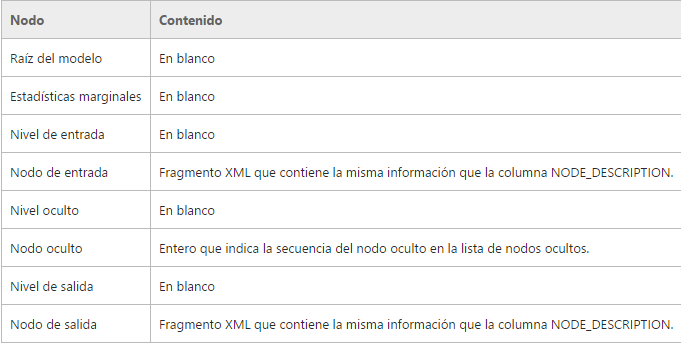 Nodo Contenido
Raíz del modelo En blanco
Estadísticas marginales En blanco
Nivel de entrada En blanco
Nodo de entrada Fragmento XML que contiene la misma información que la columna NODE_DESCRIPTION.
Nivel oculto En blanco
Nodo oculto Entero que indica la secuencia del nodo oculto en la lista de nodos ocultos.
Nivel de salida En blanco
Nodo de salida Fragmento XML que contiene la misma información que la columna NODE_DESCRIPTION.